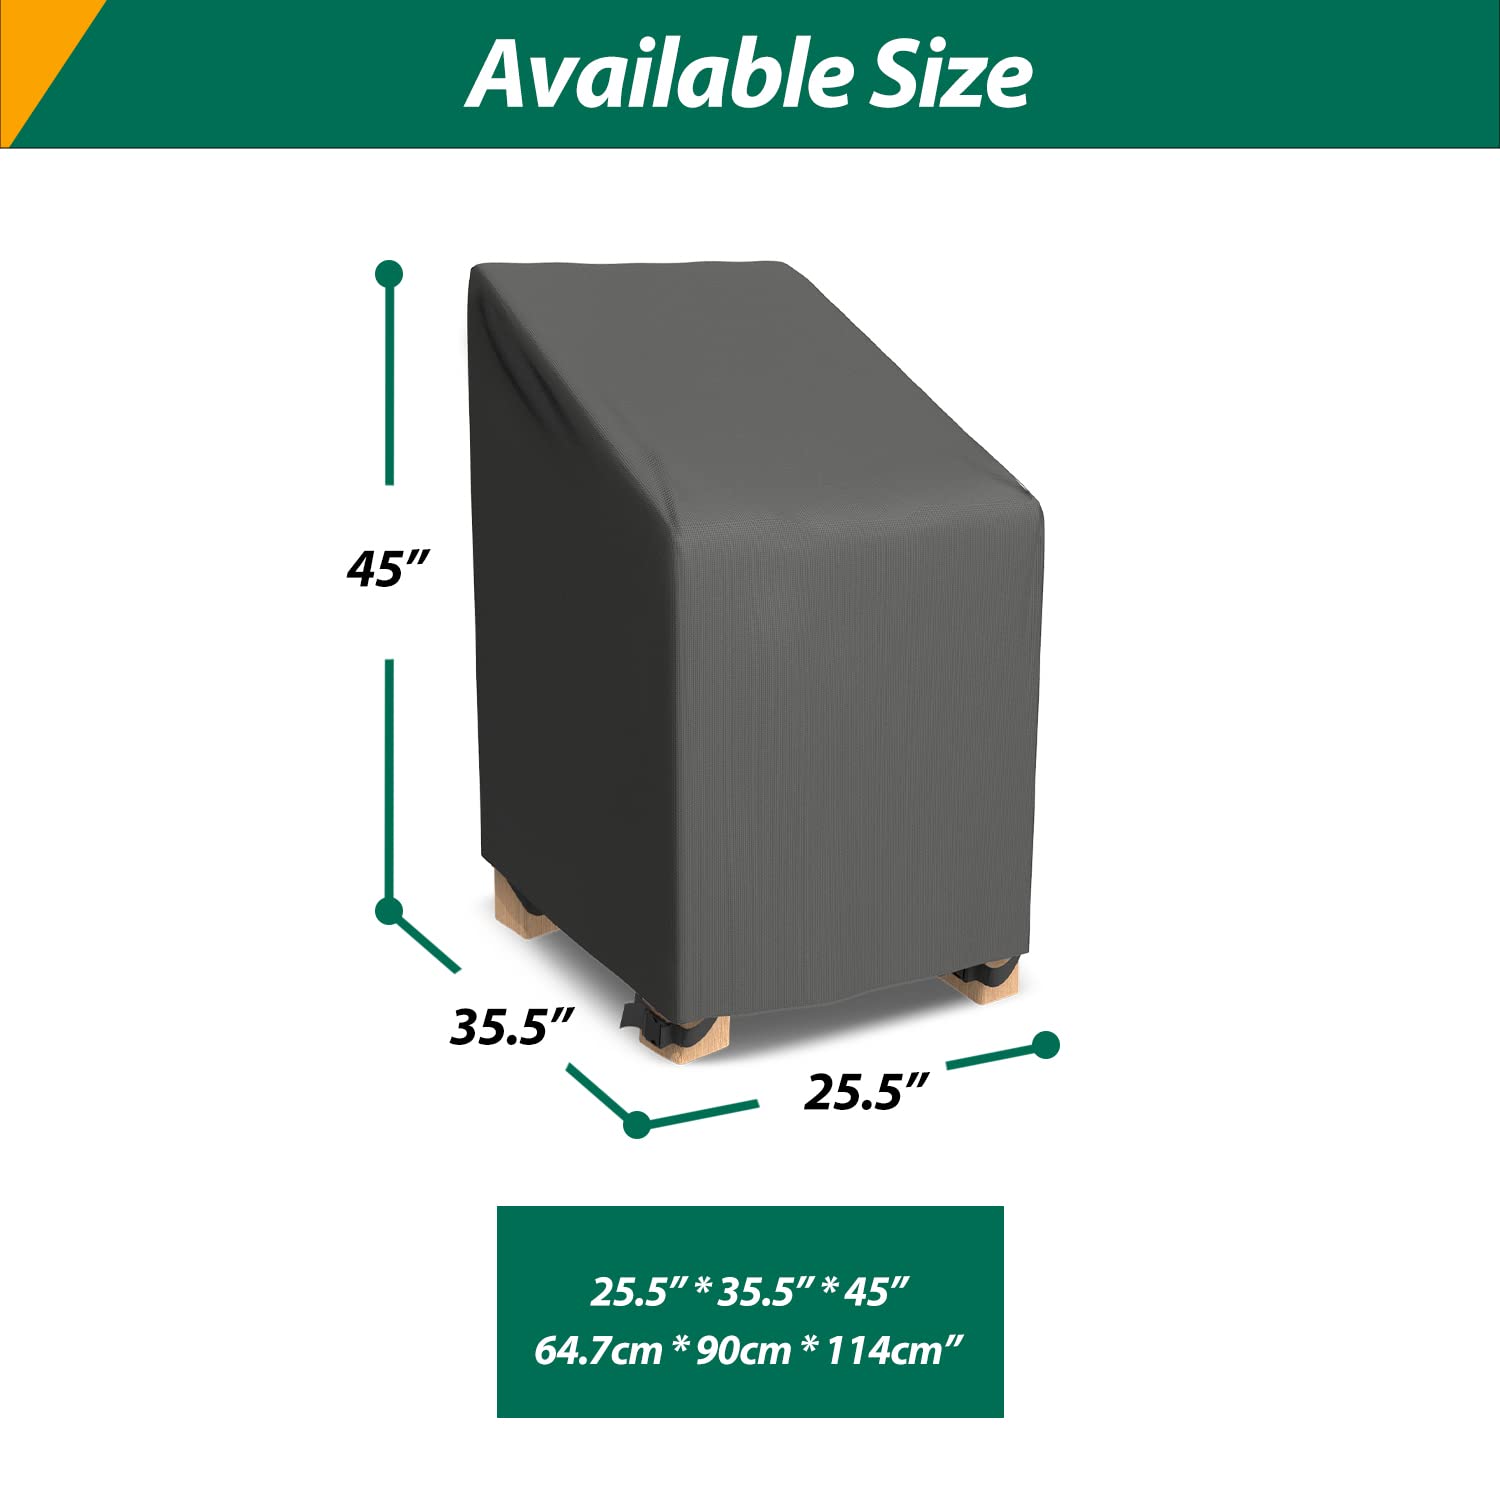 Available Size
45”
35.5”
25.5”
25.5” * 35.5” * 45”
64.7cm * 90cm * 114cm”